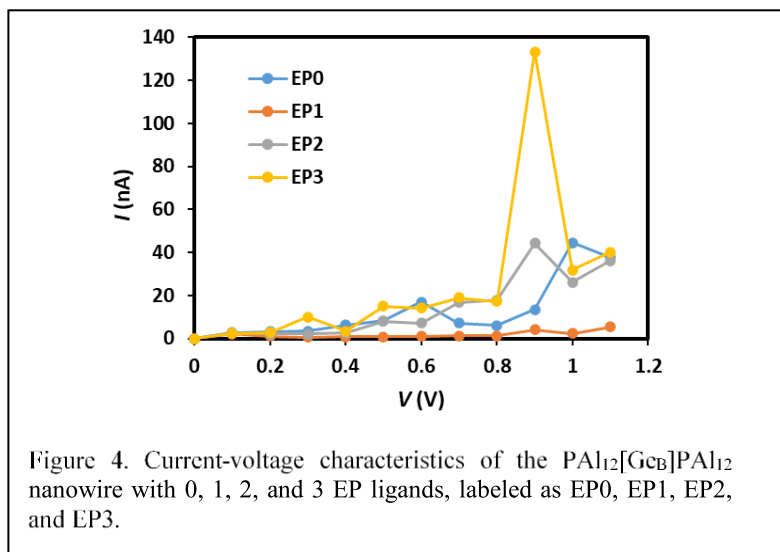 140
120
100
80
60
40
20
0
I (nA)
EP0
EP1
EP2
EP3
0 0.2 0.4 0.6 0.8 1 1.2
V (V)
Figure 4. Current-voltage characteristics of the PAl12[GeB]PAl12
nanowire with 0, 1, 2, and 3 EP ligands, labeled as EP0, EP1, EP2,
and EP3.